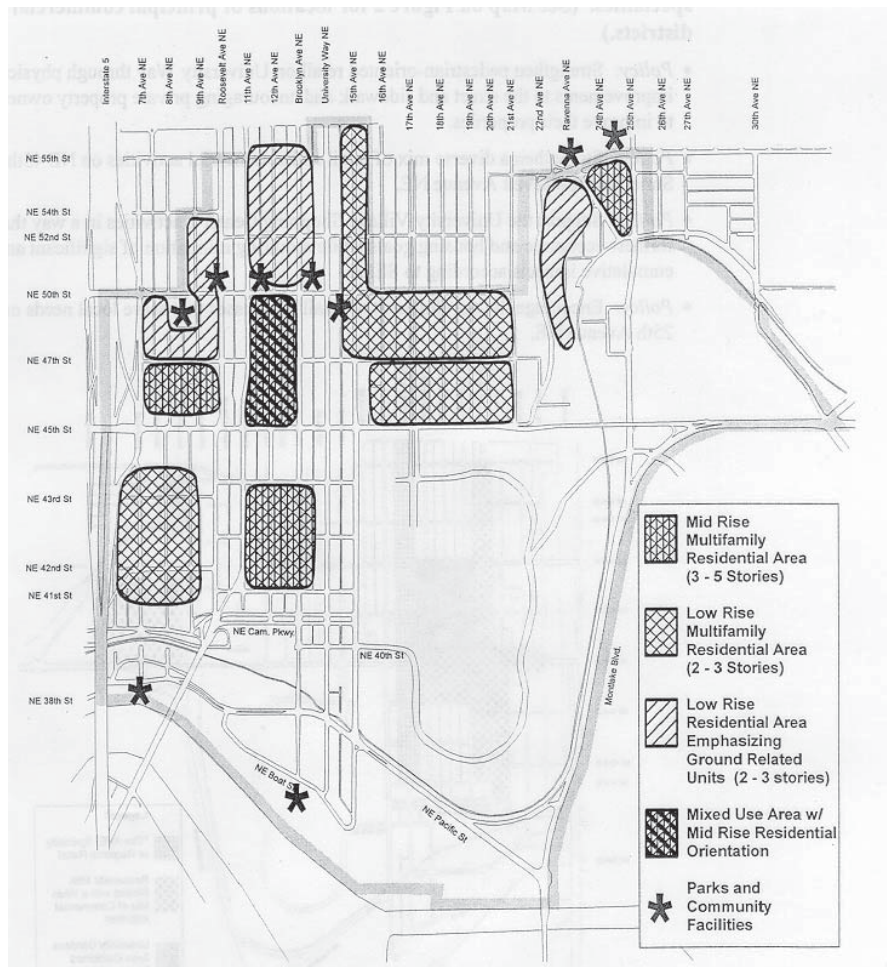 Interstate 5
7th Ave NE
8th Ave NE
9th Ave NE
Roosevelt Ave NE
11th Ave NE
12th Ave NE
Brooklyn Ave NE
University Way NE
15th Ave NE
16th Ave NE
17th Ave NE
18th Ave NE
19th Ave NE
20th Ave NE
21st Ave NE
22nd Ave NE
Ravenna Ave NE
24th Ave NE
25th Ave NE
26th Ave NE
27th Ave NE
30th Ave NE
NE 55th St
NE 54th St
NE 52nd St
NE 50th St
NE 47th St
NE 45th St
NE 43rd St
NE 42nd St
NE 41st St
NE Cam. Pkwy.
NE 40th St
NE 38th St
NE Boat St
NE Pacific St
Montlake Blvd.
Mid Rise
Multifamily
Residential Area
(3 - 5 Stories)
Low Rise
Multifamily
Residential Area
(2 - 3 Stories)
Low Rise
Residential Area
Emphasizing
Ground Related
Units (2 - 3 stories)
Mixed Use Area w/
Mid Rise Residential
Orientation
Parks and
Community
Facilities